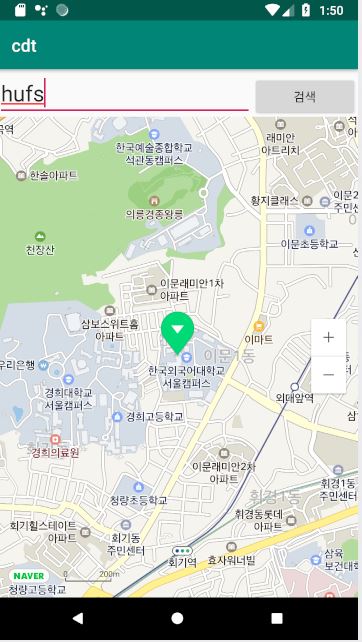 1:50
cdt
hufs
검색
한국예술종합학교
석관동캠퍼스
래미안
아트리치
한솔아파트
황지클래스
이문2동
주민센
의릉경종왕릉
이문초등학교
천장산
이문래미안1차
아파트
삼보스위트홈
아파트
이마트
이문1동
우리은행
한국외국어대학교
서울캠퍼스
경희대학교
서울캠퍼스
외대앞역
경희고등학교
경희의료원
이문래미안2차
아파트
휘경1동
주민센터
청량초등학교
휘경1동
회기힐스테이트
아파트
회기동
주민센터
휘경동롯데
아파트
회기역
효자워너빌
삼육
보건대학
NAVER
200m
청량고등학교